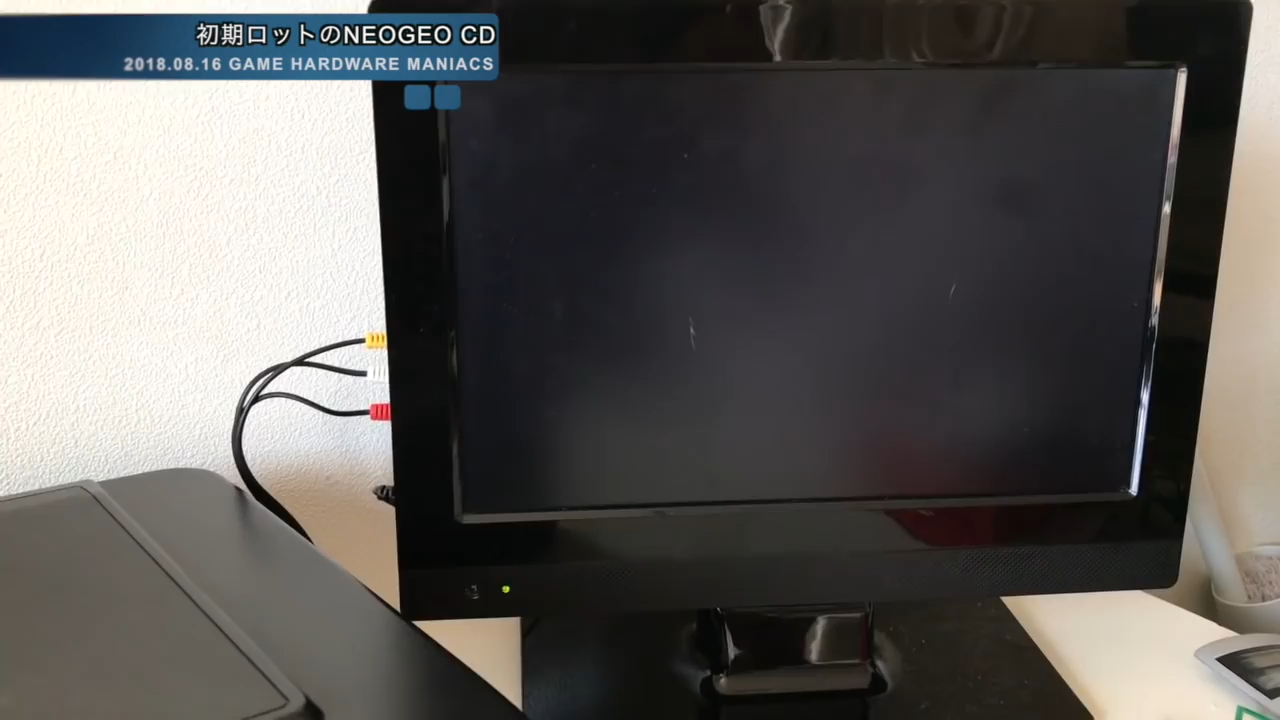 初期ロットのNEOGEO CD
2018.08.16 GAME HARDWARE MANIACS